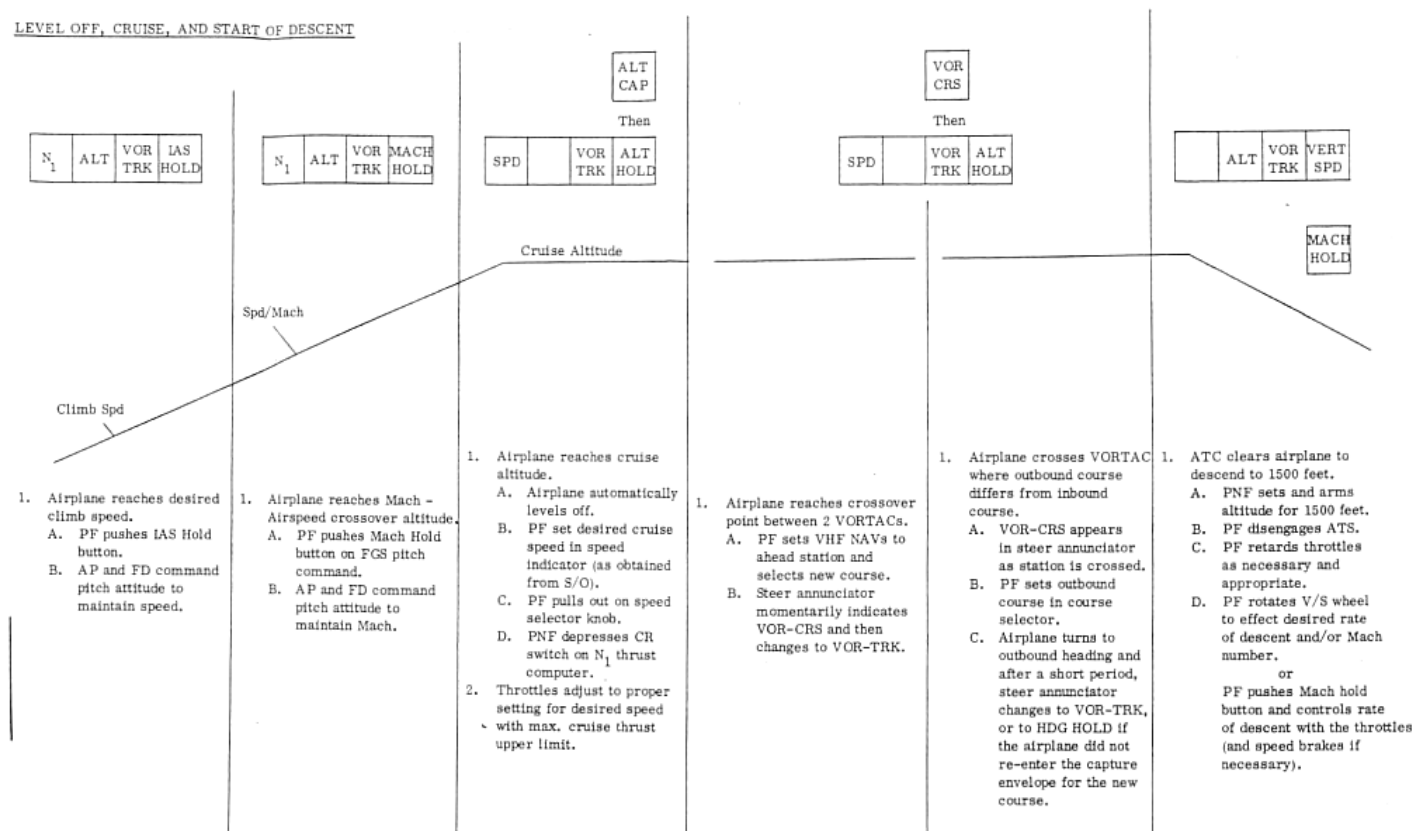 LEVEL OFF, CRUISE, AND START OF DESCENT
N1 ALT VOR TRK IAS HOLD
N1 ALT VOR TRK MACH HOLD
ALT
CAP
Then
SPD VOR TRK ALT HOLD
VOR
CRS
Then
SPD VOR TRK ALT HOLD
ALT VOR TRK VERT SPD
MACH
HOLD
Cruise Altitude
Spd/Mach
Climb Spd
1. Airplane reaches desired
climb speed.
A. PF pushes IAS Hold
button.
B. AP and FD command
pitch attitude to
maintain speed.
1. Airplane reaches Mach -
Airspeed crossover altitude.
A. PF pushes Mach Hold
button on FGS pitch
command.
B. AP and FD command
pitch attitude to
maintain Mach.
1. Airplane reaches cruise
altitude.
A. Airplane automatically
levels off.
B. PF set desired cruise
speed in speed
indicator (as obtained
from S/O).
C. PF pulls out on speed
selector knob.
D. PNF depresses CR
switch on N1 thrust
computer.
2. Throttles adjust to proper
setting for desired speed
with max. cruise thrust
upper limit.
1. Airplane reaches crossover
point between 2 VORTACs.
A. PF sets VHF NAVs to
ahead station and
selects new course.
B. Steer annunciator
momentarily indicates
VOR-CRS and then
changes to VOR-TRK.
1. Airplane crosses VORTAC
where outbound course
differs from inbound
course.
A. VOR-CRS appears
in steer annunciator
as station is crossed.
B. PF sets outbound
course in course
selector.
C. Airplane turns to
outbound heading and
after a short period,
steer annunciator
changes to VOR-TRK,
or to HDG HOLD if
the airplane did not
re-enter the capture
envelope for the new
course.
1. ATC clears airplane to
descend to 1500 feet.
A. PNF sets and arms
altitude for 1500 feet.
B. PF disengages ATS.
C. PF retards throttles
as necessary and
appropriate.
D. PF rotates V/S wheel
to effect desired rate
of descent and/or Mach
number.
or
PF pushes Mach hold
button and controls rate
of descent with the throttles
(and speed brakes if
necessary).